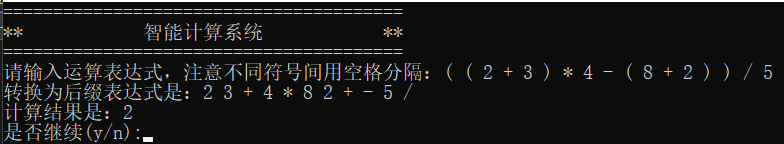 ========================================
** 智能计算系统 **
========================================
请输入运算表达式，注意不同符号间用空格分隔：( ( 2 + 3 ) * 4 - ( 8 + 2 ) ) / 5
转换为后缀表达式是：2 3 + 4 * 8 2 + - 5 /
计算结果是：2
是否继续(y/n):